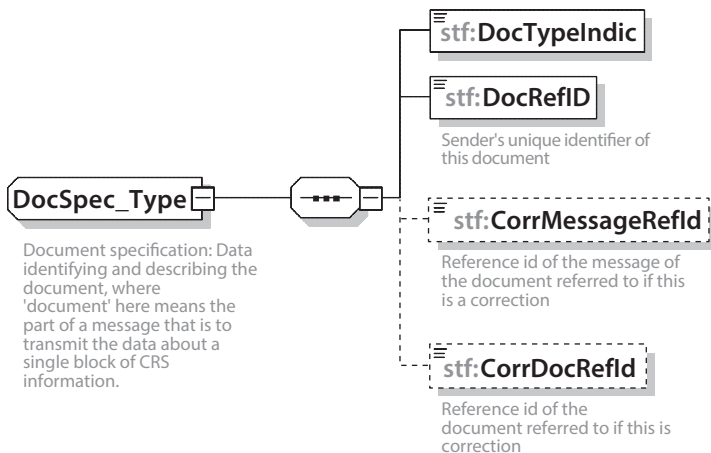 stf:DocTypeIndic
stf:DocRefID
Sender's unique identifier of
this document
DocSpec_Type
Document specification: Data
identifying and describing the
document, where
'document' here means the
part of a message that is to
transmit the data about a
single block of CRS
information.
stf:CorrMessageRefId
Reference id of the message of
the document referred to if this
is a correction
stf:CorrDocRefId
Reference id of the
document referred to if this is
correction